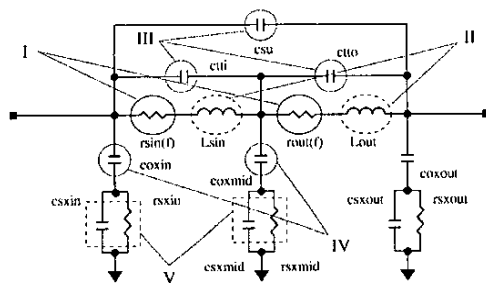 csu
I
III
II
ctti
ctto
rsin(f)
Lsin
rout(f)
Lout
coxin
coxmid
coxout
csxin
rsxin
csxout
rsxout
IV
V
csxmid
rsxmid